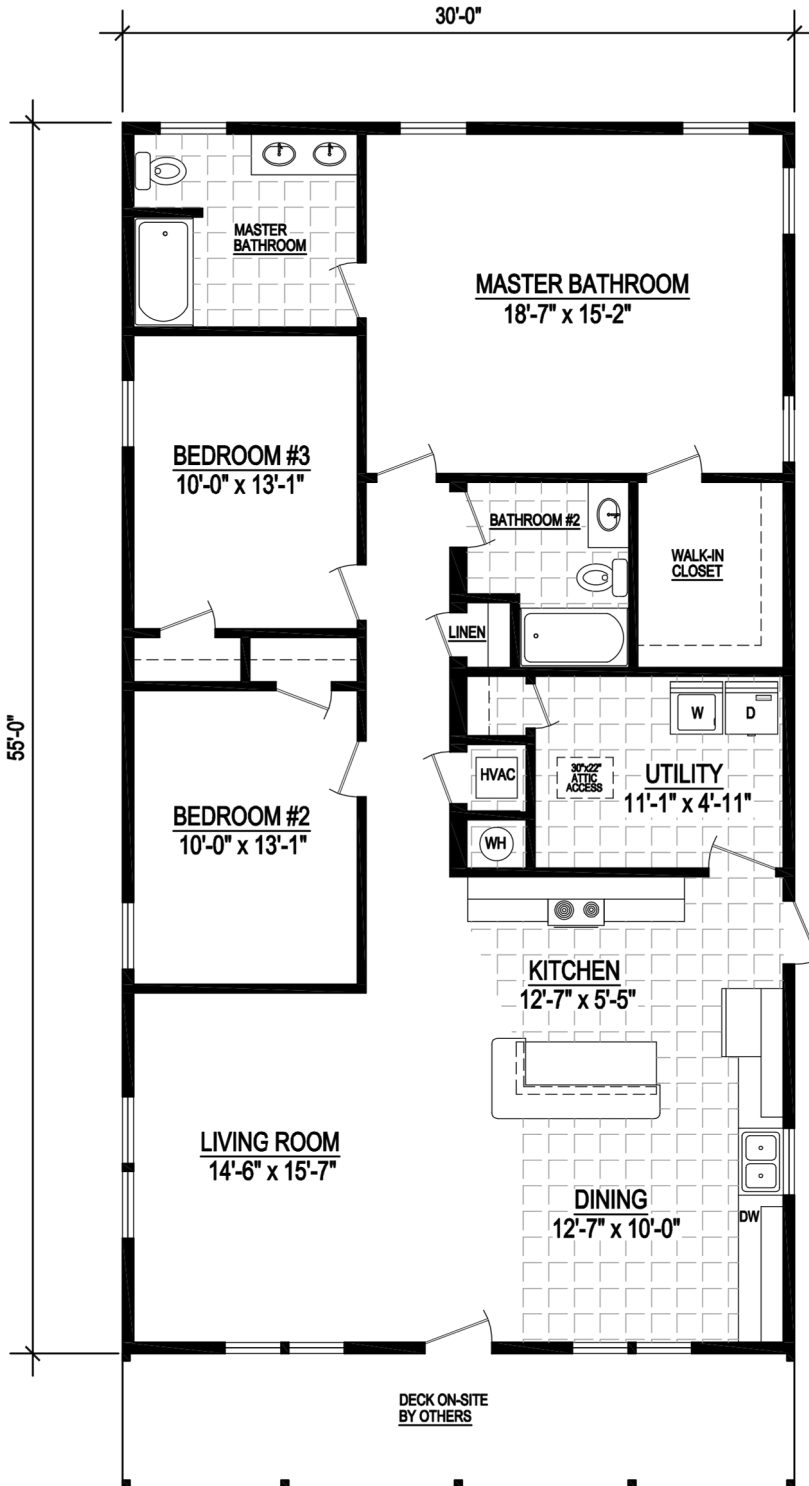 30'-0"
MASTER
BATHROOM
MASTER BATHROOM
18'-7" x 15'-2"
BEDROOM #3
10'-0" x 13'-1"
BATHROOM #2
WALK-IN
CLOSET
LINEN
55'-0"
W
D
HVAC
30"x22"
ATTIC
ACCESS
UTILITY
11'-1" x 4'-11"
BEDROOM #2
10'-0" x 13'-1"
WH
KITCHEN
12'-7" x 5'-5"
LIVING ROOM
14'-6" x 15'-7"
DINING
12'-7" x 10'-0"
DW
DECK ON-SITE
BY OTHERS